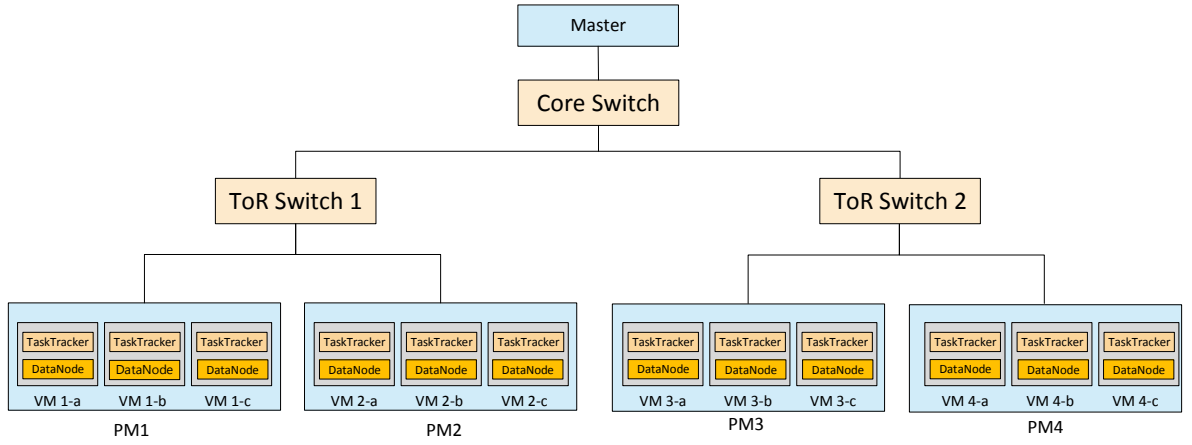 Master
Core Switch
ToR Switch 1
ToR Switch 2
TaskTracker TaskTracker TaskTracker
DataNode DataNode DataNode
VM 1-a VM 1-b VM 1-c
PM1
TaskTracker TaskTracker TaskTracker
DataNode DataNode DataNode
VM 2-a VM 2-b VM 2-c
PM2
TaskTracker TaskTracker TaskTracker
DataNode DataNode DataNode
VM 3-a VM 3-b VM 3-c
PM3
TaskTracker TaskTracker TaskTracker
DataNode DataNode DataNode
VM 4-a VM 4-b VM 4-c
PM4